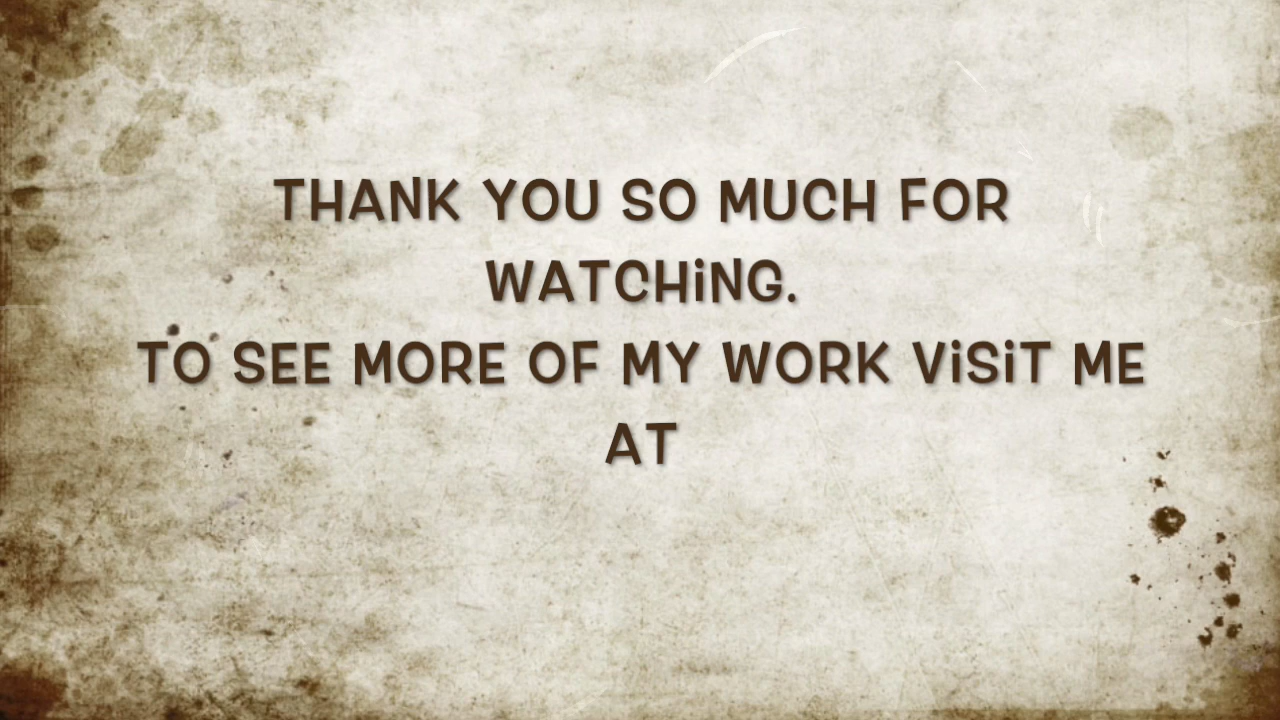 THANK YOU SO MUCH FOR
WATCHiNG.
TO SEE MORE OF MY WORK ViSiT ME
AT